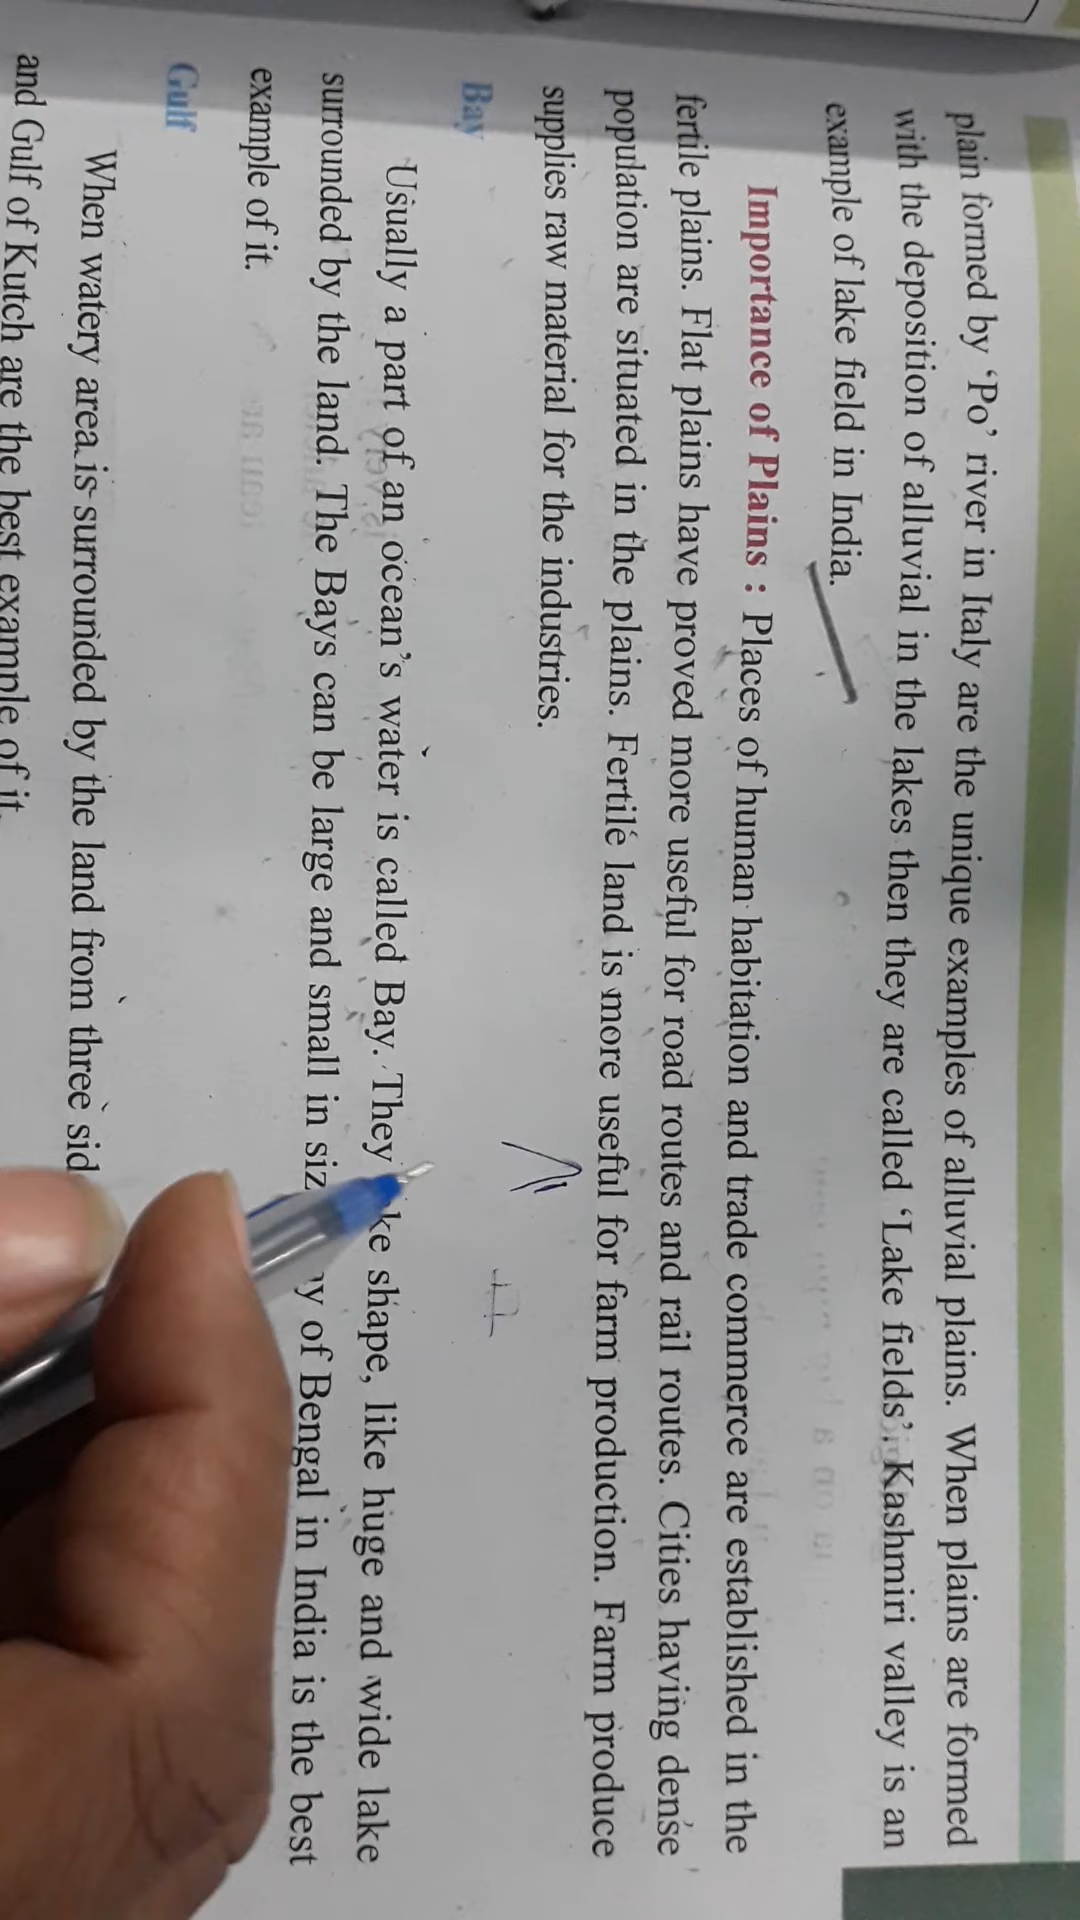 plain formed by ‘Po’ river in Italy are the unique examples of alluvial plains. When plains are formed
with the deposition of alluvial in the lakes then they are called ‘Lake fields’. Kashmiri valley is an
example of lake field in India.
Importance of Plains : Places of human habitation and trade commerce are established in the
fertile plains. Flat plains have proved more useful for road routes and rail routes. Cities having dense
population are situated in the plains. Fertile land is more useful for farm production. Farm produce
supplies raw material for the industries.
Bay
Usually a part of an ocean’s water is called Bay. They shape, like huge and wide lake
surrounded by the land. The Bays can be large and small in of Bengal in India is the best
example of it.
Gulf
When watery area is surrounded by the land from three
and Gulf of Kutch are the best example of it.